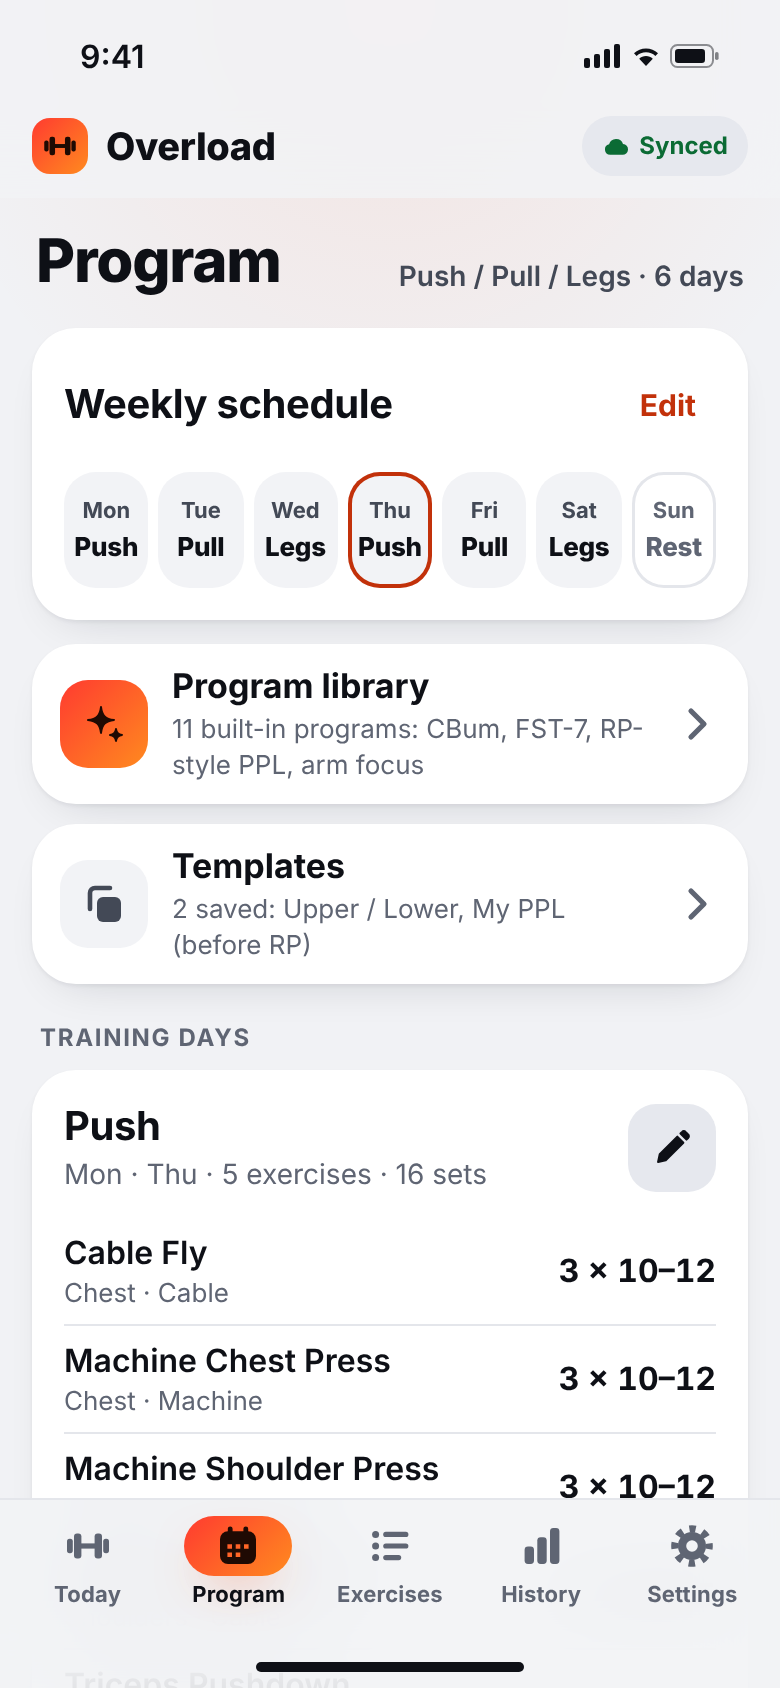 9:41
Overload
Synced
Program
Push / Pull / Legs · 6 days
Weekly schedule
Edit
Mon Tue Wed Thu Fri Sat Sun
Push Pull Legs Push Pull Legs Rest
Program library
11 built-in programs: CBum, FST-7, RP-
style PPL, arm focus
Templates
2 saved: Upper / Lower, My PPL
(before RP)
TRAINING DAYS
Push
Mon · Thu · 5 exercises · 16 sets
Cable Fly
3 × 10–12
Chest · Cable
Machine Chest Press
3 × 10–12
Chest · Machine
Machine Shoulder Press
3 × 10–12
Today Program Exercises History Settings
Triceps Pushdown